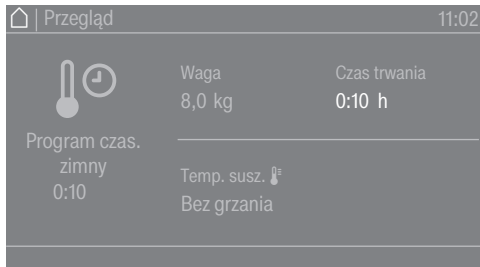 Przegląd 11:02
Waga Czas trwania
8,0 kg 0:10 h
Program czas.
zimny
0:10
Temp. susz.
Bez grzania